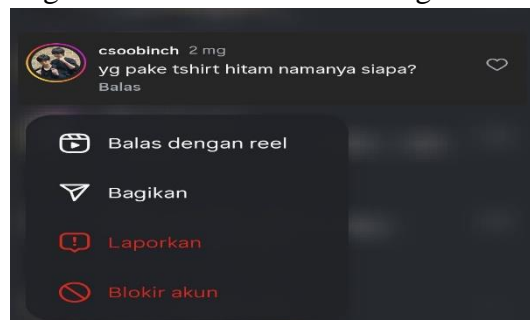 csoobinch 2 mg
yg pake tshirt hitam namanya siapa?
Balas
Balas dengan reel
Bagikan
Laporkan
Blokir akun